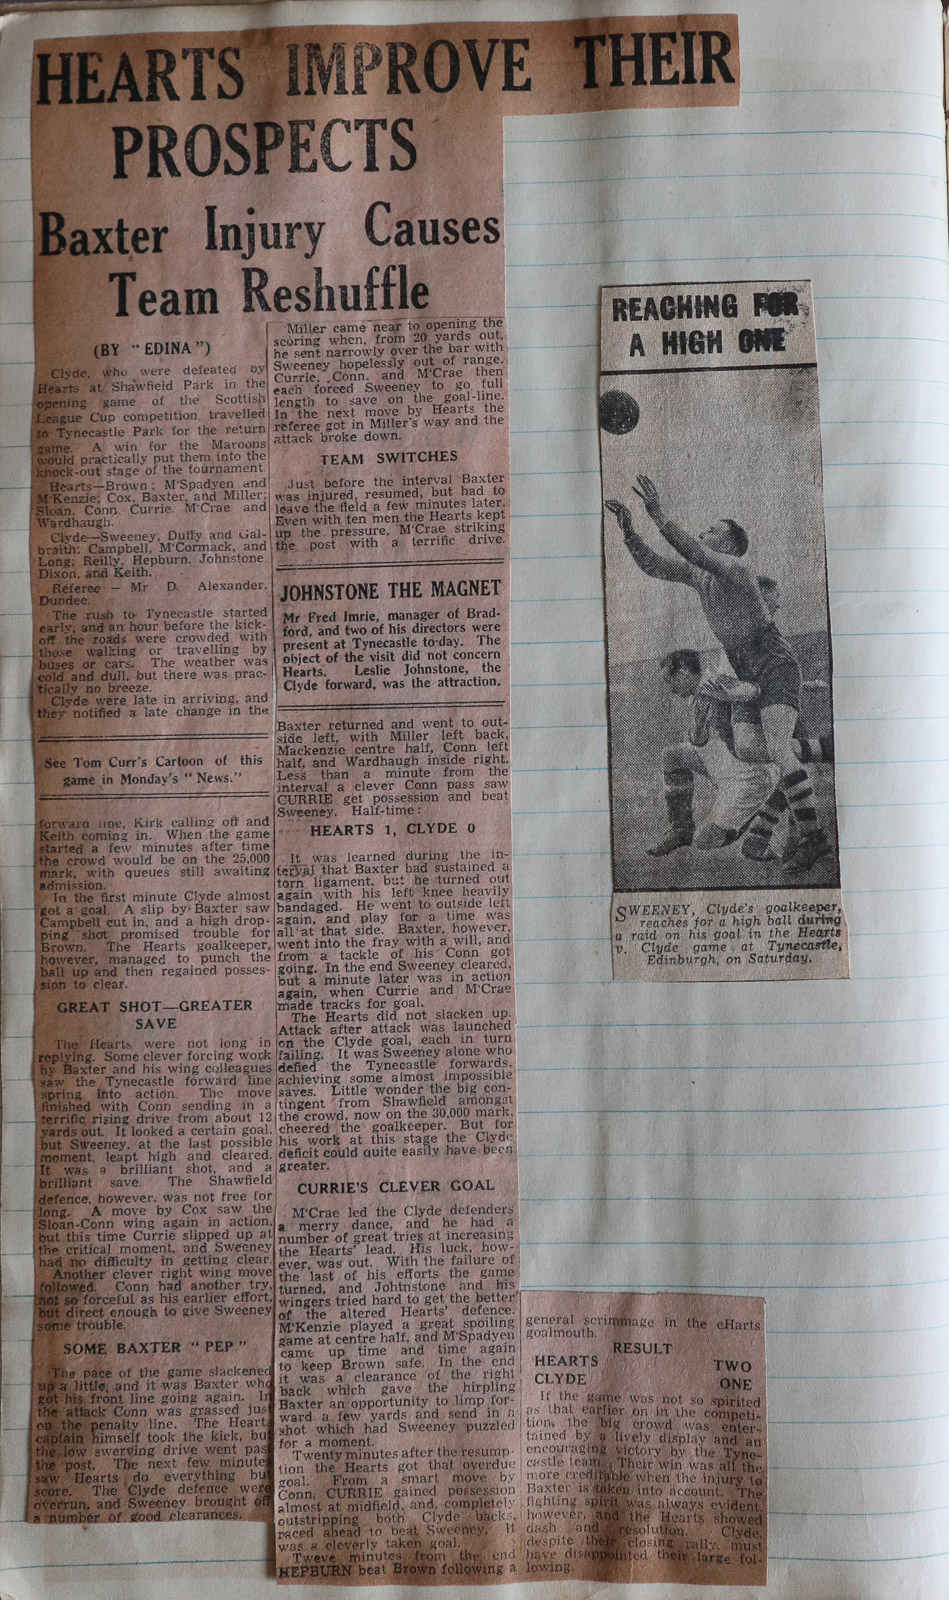 HEARTS IMPROVE THEIR
PROSPECTS
Baxter Injury Causes
Team Reshuffle
(BY "EDINA")
Clyde, who were defeated by
Hearts at Shawfield Park in the
opening game of the Scottish
League Cup competition, travelled
to Tynecastle Park for the return
game. A win for the Maroons
would practically put them into the
knock-out stage of the tournament
Hearts—Brown; M'Spadyen and
M'Kenzie; Cox, Baxter, and Miller;
Sloan, Conn, Currie, M'Crae and
Wardhaugh.
Clyde—Sweeney; Duffy and Gal-
braith; Campbell, M'Cormack, and
Long; Reilly, Hepburn, Johnstone
Dixon, and Keith.
Referee — Mr D. Alexander,
Dundee.
The rush to Tynecastle started
early, and an hour before the kick-
off the roads were crowded with
those walking or travelling by
buses or cars. The weather was
cold and dull, but there was prac-
tically no breeze.
Clyde were late in arriving, and
they notified a late change in the
See Tom Curr's Cartoon of this
game in Monday's "News."
forward line, Kirk calling off and
Keith coming in. When the game
started a few minutes after time
the crowd would be on the 25,000
mark, with queues still awaiting
admission.
In the first minute Clyde almost
got a goal. A slip by Baxter saw
Campbell cut in, and a high drop-
ping shot promised trouble for
Brown. The Hearts goalkeeper,
however, managed to punch the
ball up and then regained posses-
sion to clear.
GREAT SHOT—GREATER
SAVE
The Hearts were not long in
replying. Some clever forcing work
by Baxter and his wing colleagues
saw the Tynecastle forward line
spring into action. The move
finished with Conn sending in a
terrific rising drive from about 12
yards out. It looked a certain goal,
but Sweeney, at the last possible
moment, leapt high and cleared.
It was a brilliant shot, and a
brilliant save. The Shawfield
defence, however, was not free for
long. A move by Cox saw the
Sloan-Conn wing again in action,
but this time Currie slipped up at
the critical moment, and Sweeney
had no difficulty in getting clear.
Another clever right wing move
followed. Conn had another try,
not so forceful as his earlier effort,
but direct enough to give Sweeney
some trouble.
SOME BAXTER "PEP"
The pace of the game slackened
up a little, and it was Baxter who
got his front line going again. In
the attack Conn was grassed just
on the penalty line. The Hearts
captain himself took the kick, but
the low swerving drive went past
the post. The next few minutes
saw Hearts do everything but
score. The Clyde defence were
overrun, and Sweeney brought off
a number of good clearances.
Miller came near to opening the
scoring when, from 20 yards out,
he sent narrowly over the bar with
Sweeney hopelessly out of range.
Currie, Conn, and M'Crae then
each forced Sweeney to go full
length to save on the goal-line.
In the next move by Hearts the
referee got in Miller's way and the
attack broke down.
TEAM SWITCHES
Just before the interval Baxter
was injured, resumed, but had to
leave the field a few minutes later.
Even with ten men the Hearts kept
up the pressure, M'Crae striking
the post with a terrific drive.
JOHNSTONE THE MAGNET
Mr Fred Imrie, manager of Brad-
ford, and two of his directors were
present at Tynecastle to-day. The
object of the visit did not concern
Hearts. Leslie Johnstone, the
Clyde forward, was the attraction.
Baxter returned and went to out-
side left, with Miller left back,
Mackenzie centre half, Conn left
half, and Wardhaugh inside right.
Less than a minute from the
interval a clever Conn pass saw
CURRIE get possession and beat
Sweeney. Half-time:
HEARTS 1, CLYDE 0
It was learned during the in-
terval that Baxter had sustained a
torn ligament, but he turned out
again with his left knee heavily
bandaged. He went to outside left
again, and play for a time was
all at that side. Baxter, however,
went into the fray with a will, and
from a tackle of his Conn got
going. In the end Sweeney cleared,
but a minute later was in action
again, when Currie and M'Crae
made tracks for goal.
The Hearts did not slacken up.
Attack after attack was launched
on the Clyde goal, each in turn
failing. It was Sweeney alone who
defied the Tynecastle forwards,
achieving some almost impossible
saves. Little wonder the big con-
tingent from Shawfield amongst
the crowd, now on the 30,000 mark,
cheered the goalkeeper. But for
his work at this stage the Clyde
deficit could quite easily have been
greater.
CURRIE'S CLEVER GOAL
M'Crae led the Clyde defenders
a merry dance, and he had a
number of great tries at increasing
the Hearts' lead. His luck, how-
ever, was out. With the failure of
the last of his efforts the game
turned, and Johtnstone and his
wingers tried hard to get the better
of the altered Hearts' defence.
M'Kenzie played a great spoiling
game at centre half, and M'Spadyen
came up time and time again
to keep Brown safe. In the end
it was a clearance of the right
back which gave the hirpling
Baxter an opportunity to limp for-
ward a few yards and send in a
shot which had Sweeney puzzled
for a moment.
Twenty minutes after the resump-
tion the Hearts got that overdue
goal. From a smart move by
Conn, CURRIE gained possession
almost at midfield, and, completely
outstripping both Clyde backs,
raced ahead to beat Sweeney. It
was a cleverly taken goal.
Tweve minutes from the end
HEPBURN beat Brown following a
general scrimmage in the eHarts
goalmouth.
RESULT
HEARTS TWO
CLYDE ONE
If the game was not so spirited
as that earlier on in the competi-
tion, the big crowd was enter-
tained by a lively display and an
encouraging victory by the Tyne-
castle team. Their win was all the
more creditable when the injury to
Baxter is taken into account. The
fighting spirit was always evident,
however, and the Hearts showed
dash and resolution. Clyde,
despite their closing rally, must
have disappointed their large fol-
lowing.
REACHING FOR
A HIGH ONE
SWEENEY, Clyde's goalkeeper,
reaches for a high ball during
a raid on his goal in the Hearts
v. Clyde game at Tynecastle,
Edinburgh, on Saturday.